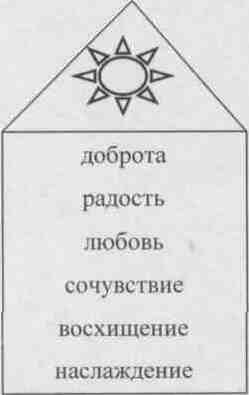 доброта
радость
любовь
сочувствие
восхищение
наслаждение